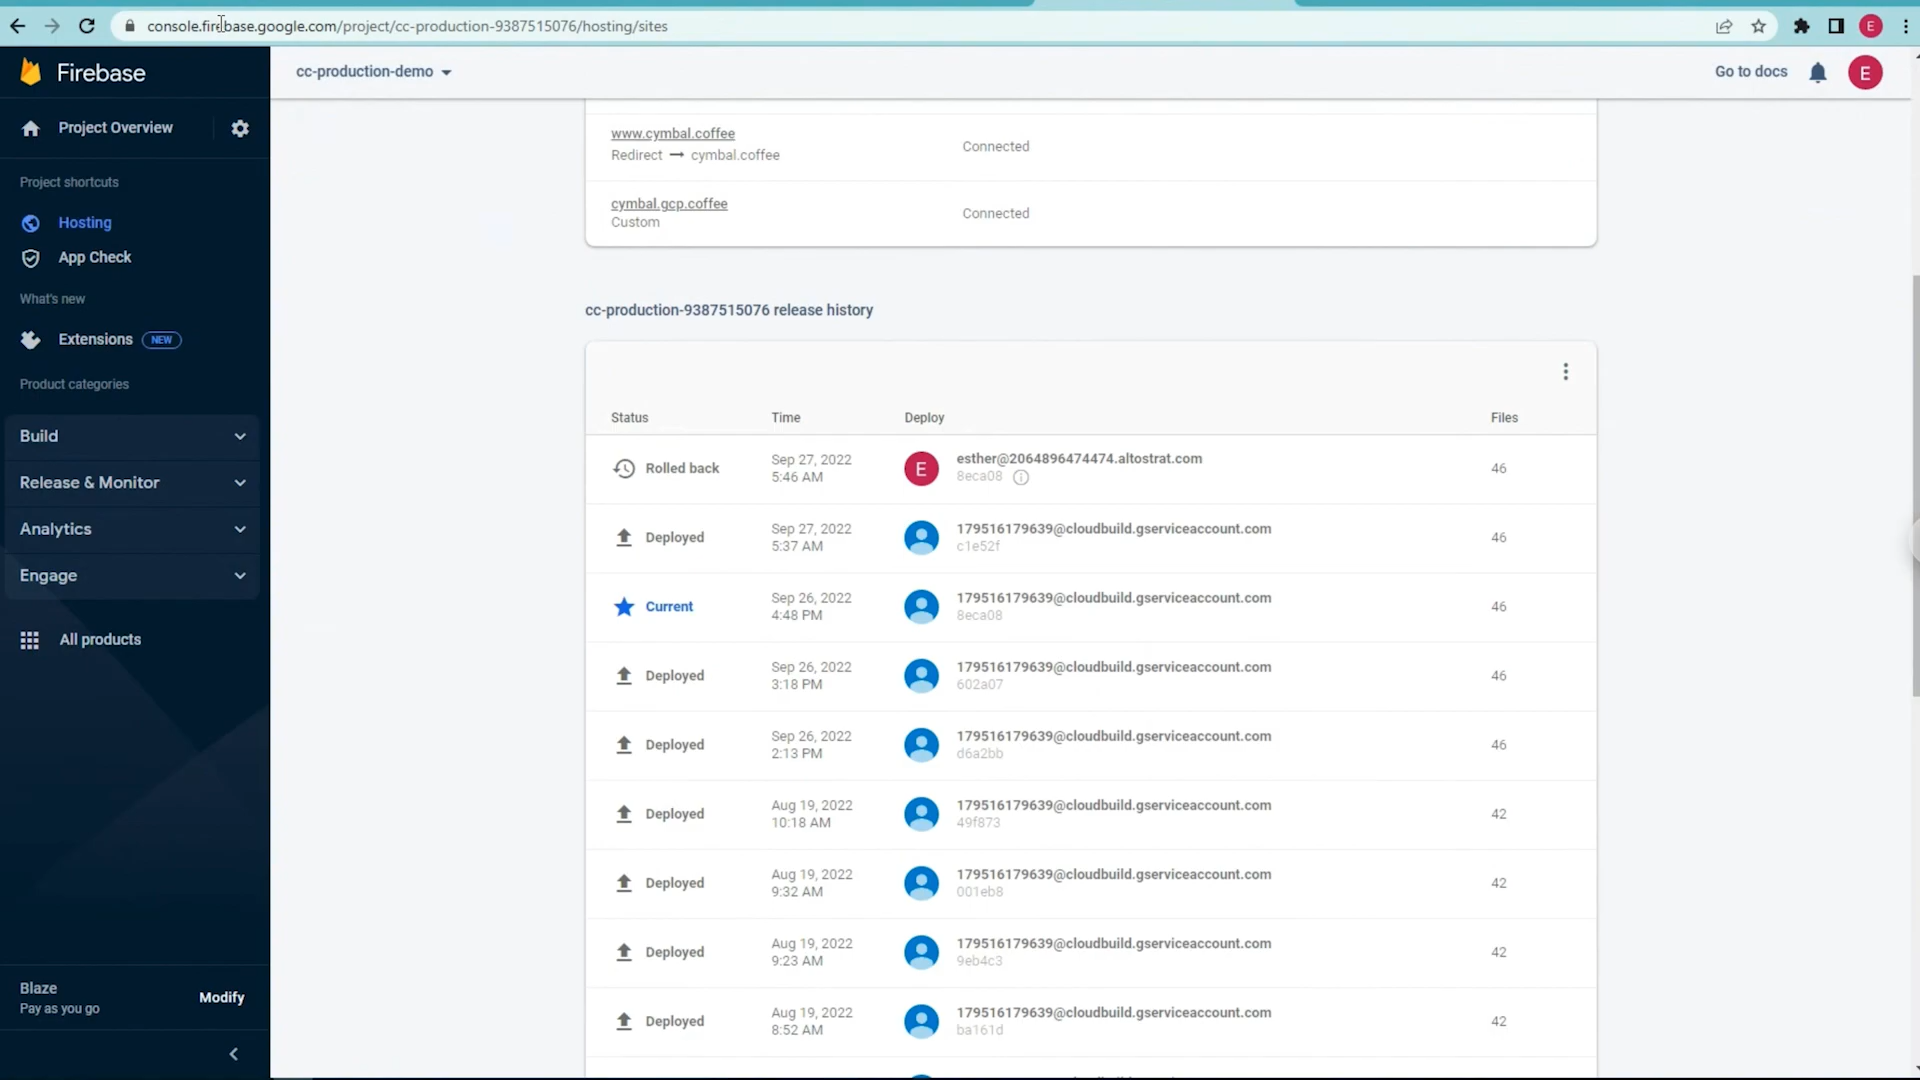 console.firebase.google.com/project/cc-production-9387515076/hosting/sites
E
Firebase
cc-production-demo
Go to docs
E
Project Overview
Project shortcuts
Hosting
App Check
What's new
Extensions NEW
Product categories
Build
Release & Monitor
Analytics
Engage
All products
Blaze
Pay as you go
Modify
www.cymbal.coffee
Redirect → cymbal.coffee
Connected
cymbal.gcp.coffee
Custom
Connected
cc-production-9387515076 release history
Status Time Deploy Files
Rolled back
Sep 27, 2022
5:46 AM
E
esther@2064896474474.altostrat.com
8eca08
46
Deployed
Sep 27, 2022
5:37 AM
179516179639@cloudbuild.gserviceaccount.com
c1e52f
46
Current
Sep 26, 2022
4:48 PM
179516179639@cloudbuild.gserviceaccount.com
8eca08
46
Deployed
Sep 26, 2022
3:18 PM
179516179639@cloudbuild.gserviceaccount.com
602a07
46
Deployed
Sep 26, 2022
2:13 PM
179516179639@cloudbuild.gserviceaccount.com
d6a2bb
46
Deployed
Aug 19, 2022
10:18 AM
179516179639@cloudbuild.gserviceaccount.com
49f873
42
Deployed
Aug 19, 2022
9:32 AM
179516179639@cloudbuild.gserviceaccount.com
001eb8
42
Deployed
Aug 19, 2022
9:23 AM
179516179639@cloudbuild.gserviceaccount.com
9eb4c3
42
Deployed
Aug 19, 2022
8:52 AM
179516179639@cloudbuild.gserviceaccount.com
ba161d
42